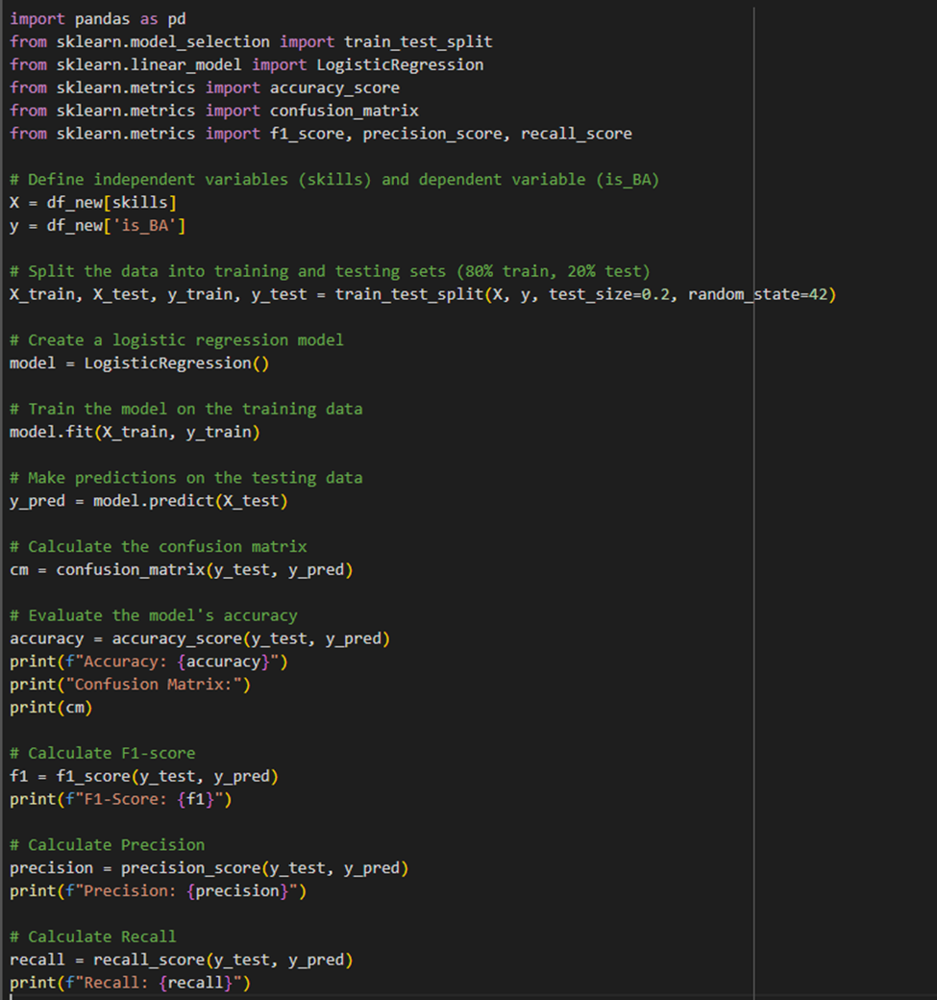 import pandas as pd
from sklearn.model_selection import train_test_split
from sklearn.linear_model import LogisticRegression
from sklearn.metrics import accuracy_score
from sklearn.metrics import confusion_matrix
from sklearn.metrics import f1_score, precision_score, recall_score

# Define independent variables (skills) and dependent variable (is_BA)
X = df_new[skills]
y = df_new['is_BA']

# Split the data into training and testing sets (80% train, 20% test)
X_train, X_test, y_train, y_test = train_test_split(X, y, test_size=0.2, random_state=42)

# Create a logistic regression model
model = LogisticRegression()

# Train the model on the training data
model.fit(X_train, y_train)

# Make predictions on the testing data
y_pred = model.predict(X_test)

# Calculate the confusion matrix
cm = confusion_matrix(y_test, y_pred)

# Evaluate the model's accuracy
accuracy = accuracy_score(y_test, y_pred)
print(f"Accuracy: {accuracy}")
print("Confusion Matrix:")
print(cm)

# Calculate F1-score
f1 = f1_score(y_test, y_pred)
print(f"F1-Score: {f1}")

# Calculate Precision
precision = precision_score(y_test, y_pred)
print(f"Precision: {precision}")

# Calculate Recall
recall = recall_score(y_test, y_pred)
print(f"Recall: {recall}")